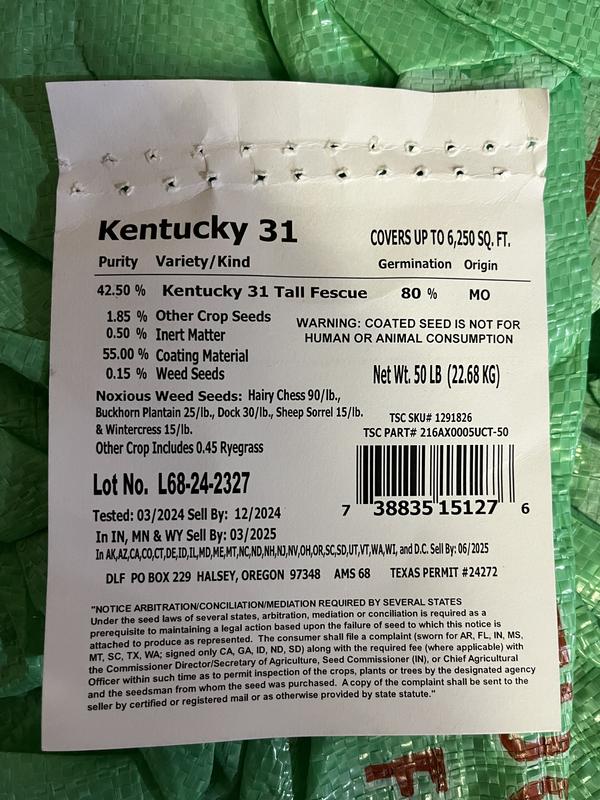 Kentucky 31
COVERS UP TO 6,250 SQ. FT.
Purity Variety/Kind Germination Origin
42.50 % Kentucky 31 Tall Fescue 80 % MO
1.85 % Other Crop Seeds
0.50 % Inert Matter
55.00 % Coating Material
0.15 % Weed Seeds
WARNING: COATED SEED IS NOT FOR
HUMAN OR ANIMAL CONSUMPTION
Net Wt. 50 LB (22.68 KG)
Noxious Weed Seeds: Hairy Chess 90/lb.,
Buckhorn Plantain 25/lb., Dock 30/lb., Sheep Sorrel 15/lb.
& Wintercress 15/lb.
Other Crop Includes 0.45 Ryegrass
TSC SKU# 1291826
TSC PART# 216AX0005UCT-50
Lot No. L68-24-2327
7 38835 15127 6
Tested: 03/2024 Sell By: 12/2024
In IN, MN & WY Sell By: 03/2025
In AK,AZ,CA,CO,CT,DE,ID,IL,MD,ME,MT,NC,ND,NH,NJ,NV,OH,OR,SC,SD,UT,VT,WA,WI, and D.C. Sell By: 06/2025
DLF PO BOX 229 HALSEY, OREGON 97348 AMS 68 TEXAS PERMIT #24272
"NOTICE ARBITRATION/CONCILIATION/MEDIATION REQUIRED BY SEVERAL STATES
Under the seed laws of several states, arbitration, mediation or conciliation is required as a
prerequisite to maintaining a legal action based upon the failure of seed to which this notice is
attached to produce as represented. The consumer shall file a complaint (sworn for AR, FL, IN, MS,
MT, SC, TX, WA; signed only CA, GA, ID, ND, SD) along with the required fee (where applicable) with
the Commissioner Director/Secretary of Agriculture, Seed Commissioner (IN), or Chief Agricultural
Officer within such time as to permit inspection of the crops, plants or trees by the designated agency
and the seedsman from whom the seed was purchased. A copy of the complaint shall be sent to the
seller by certified or registered mail or as otherwise provided by state statute."